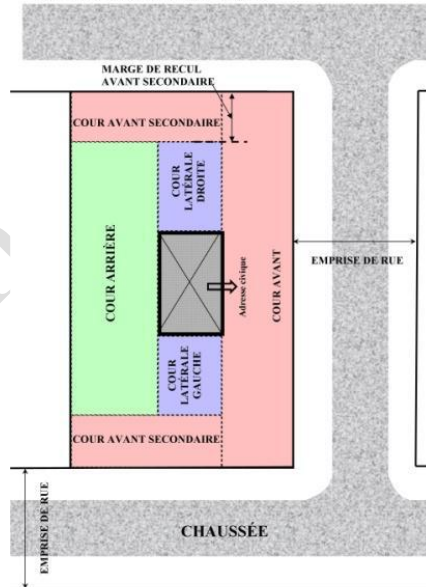 MARGE DE RECUL
AVANT SECONDAIRE
COUR AVANT SECONDAIRE
COUR
LATÉRALE
DROITE
COUR ARRIÈRE
Adresse civique
COUR AVANT
EMPRISE DE RUE
COUR
LATÉRALE
GAUCHE
COUR AVANT SECONDAIRE
EMPRISE DE RUE
CHAUSSÉE